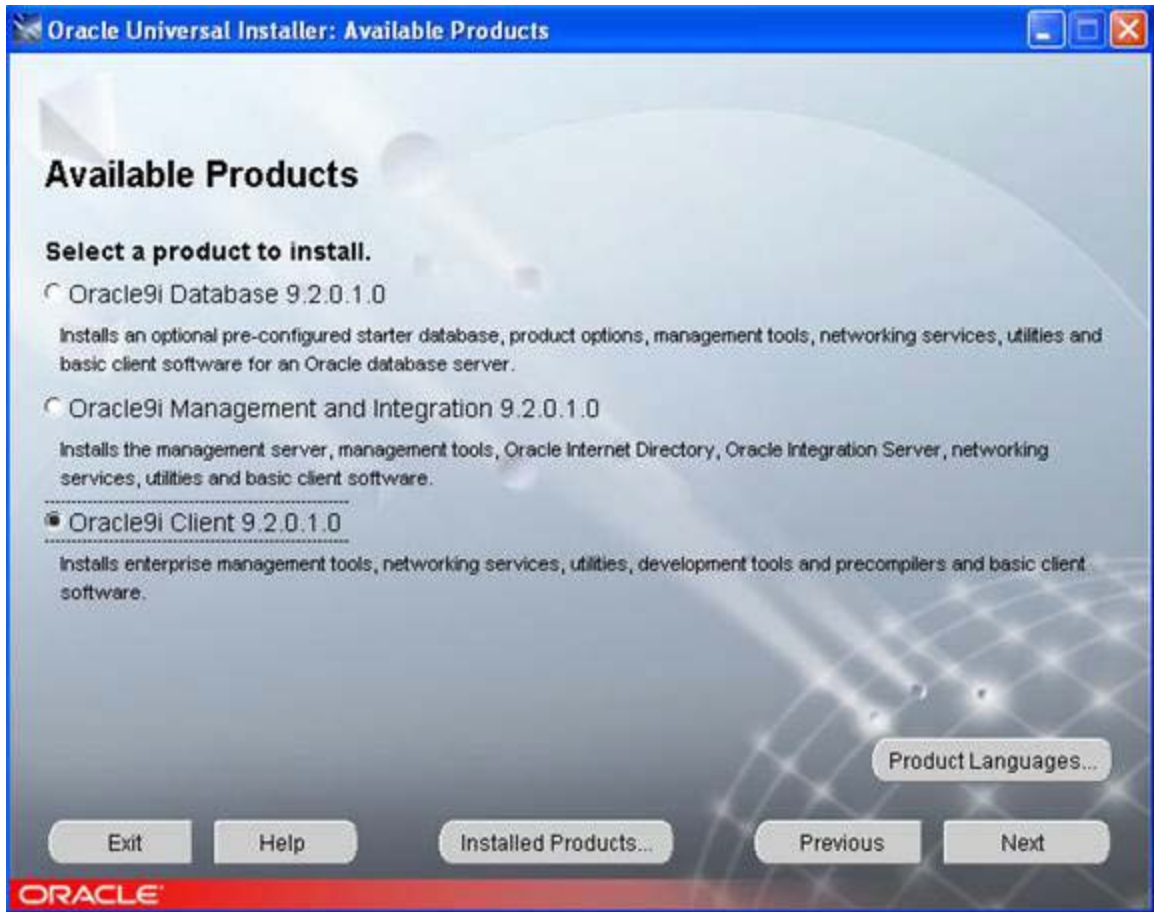 Oracle Universal Installer: Available Products
Available Products
Select a product to install.
Oracle9i Database 9.2.0.1.0
Installs an optional pre-configured starter database, product options, management tools, networking services, utilities and
basic client software for an Oracle database server.
Oracle9i Management and Integration 9.2.0.1.0
Installs the management server, management tools, Oracle Internet Directory, Oracle Integration Server, networking
services, utilities and basic client software.
Oracle9i Client 9.2.0.1.0
Installs enterprise management tools, networking services, utilities, development tools and precompilers and basic client
software.
Product Languages...
Exit Help Installed Products... Previous Next
ORACLE